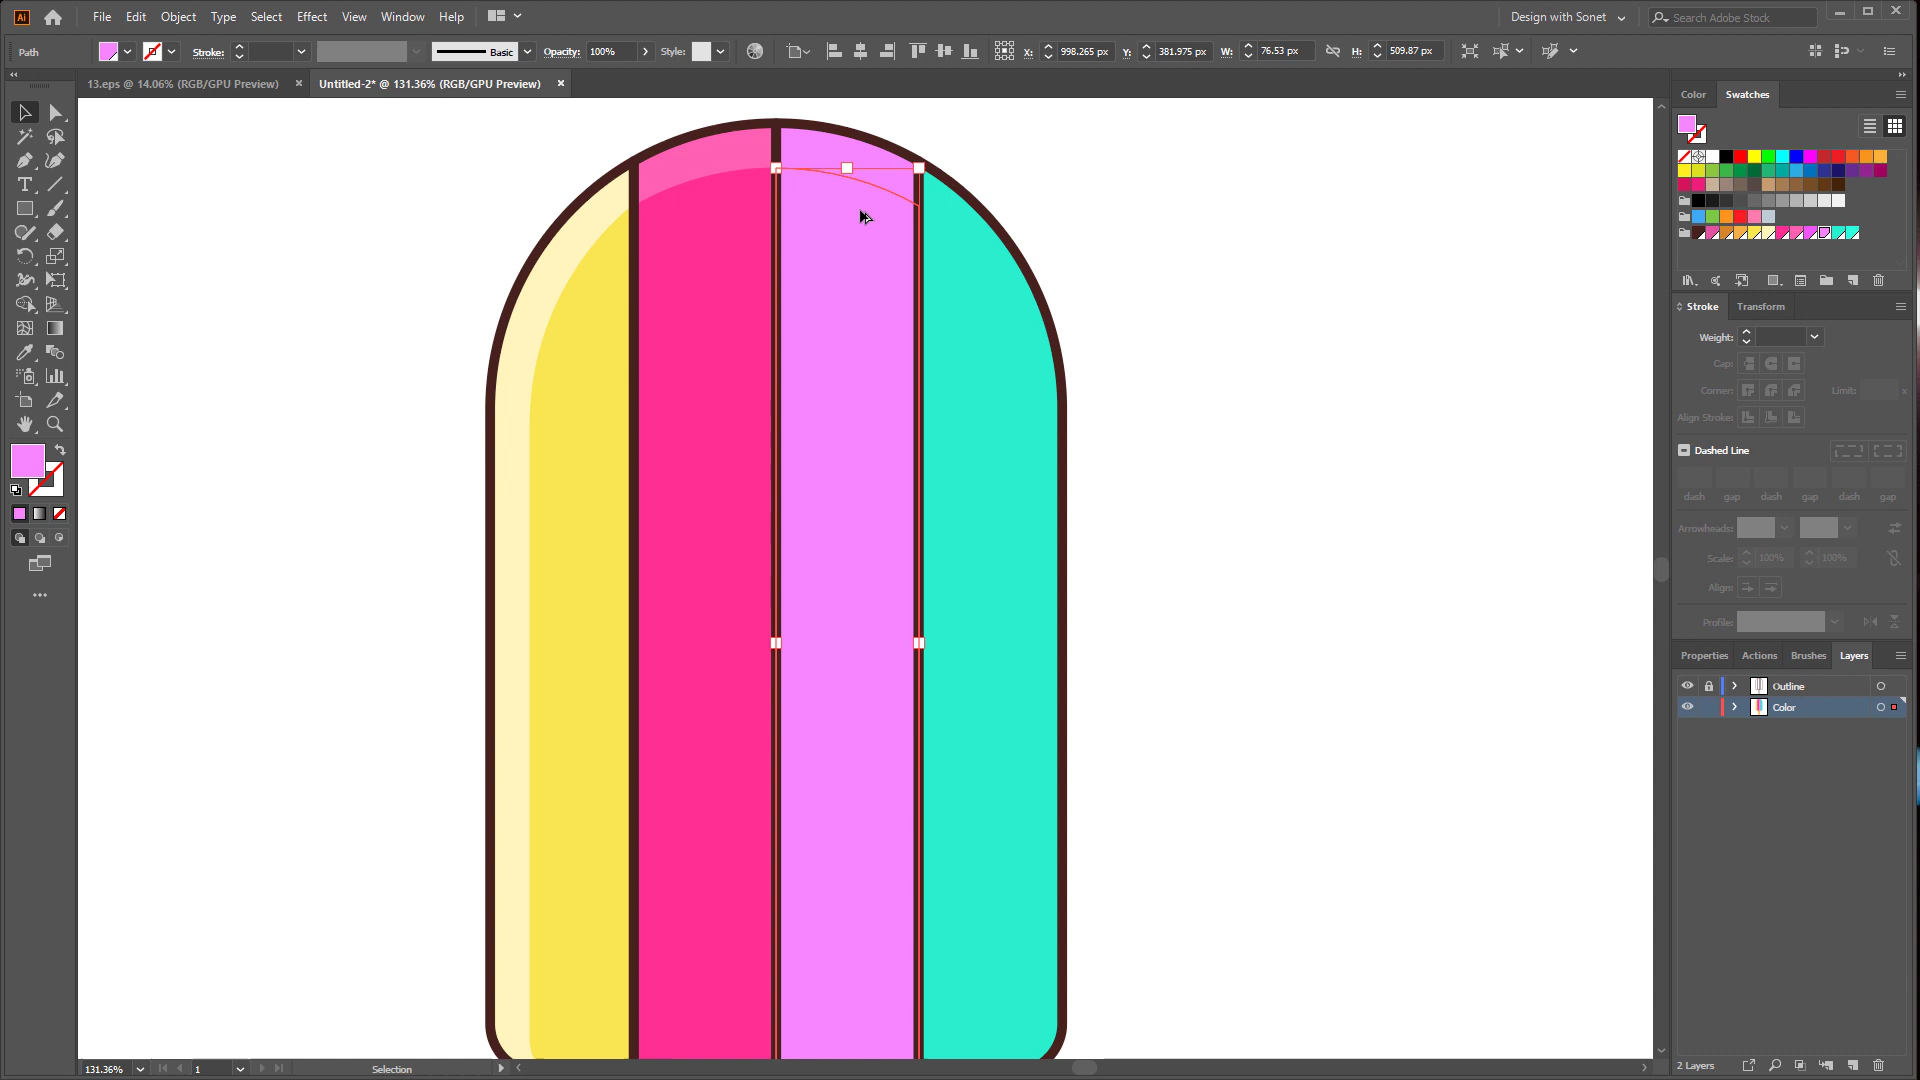 Ai File Edit Object Type Select Effect View Window Help Design with Sonet Search Adobe Stock
Path Stroke: Basic Opacity: 100% Style: X: 998.265 px Y: 381.975 px W: 76.53 px H: 509.87 px
13.eps @ 14.06% (RGB/GPU Preview) × Untitled-2* @ 131.36% (RGB/GPU Preview) ×
Color Swatches
Stroke Transform
Weight:
Cap:
Corner: Limit: x
Align Stroke:
Dashed Line
dash gap dash gap dash gap
Arrowheads:
Scale: 100% 100%
Align:
Profile:
Properties Actions Brushes Layers
Outline
Color
131.36% 1 Selection 2 Layers